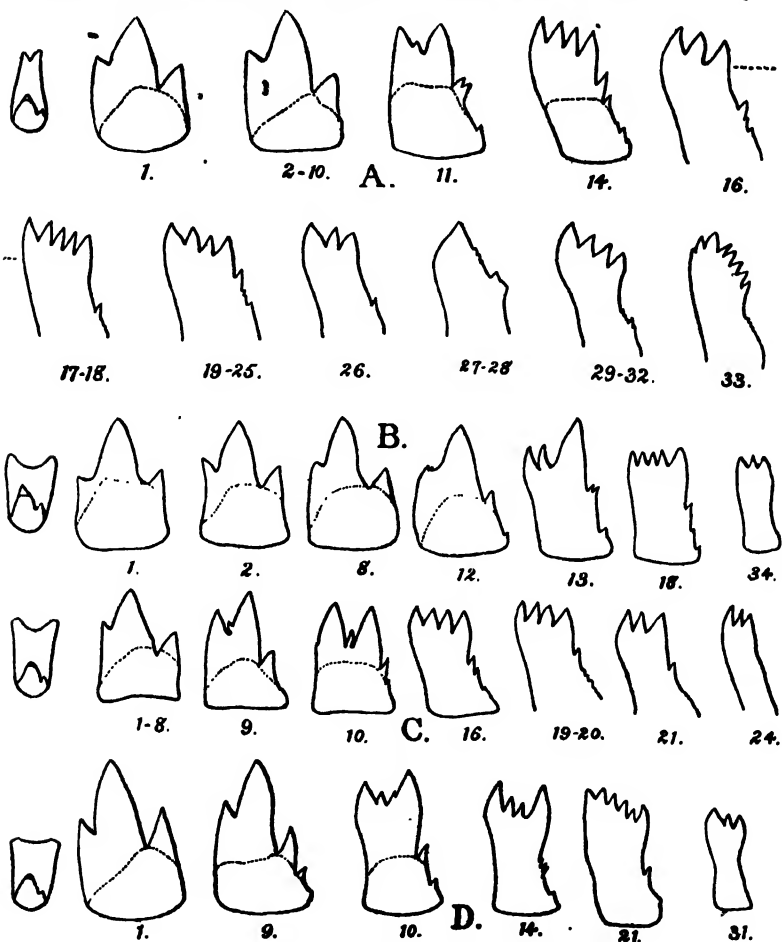 1. 2-10. A. 11. 14. 16.
17-18. 19-25. 26. 27-28 29-32. 33.
B.
1. 2. 8. 12. 13. 18. 34.
1-8. 9. 10. C. 16. 19-20. 21. 24.
1. 9. 10. D. 14. 21. 31.